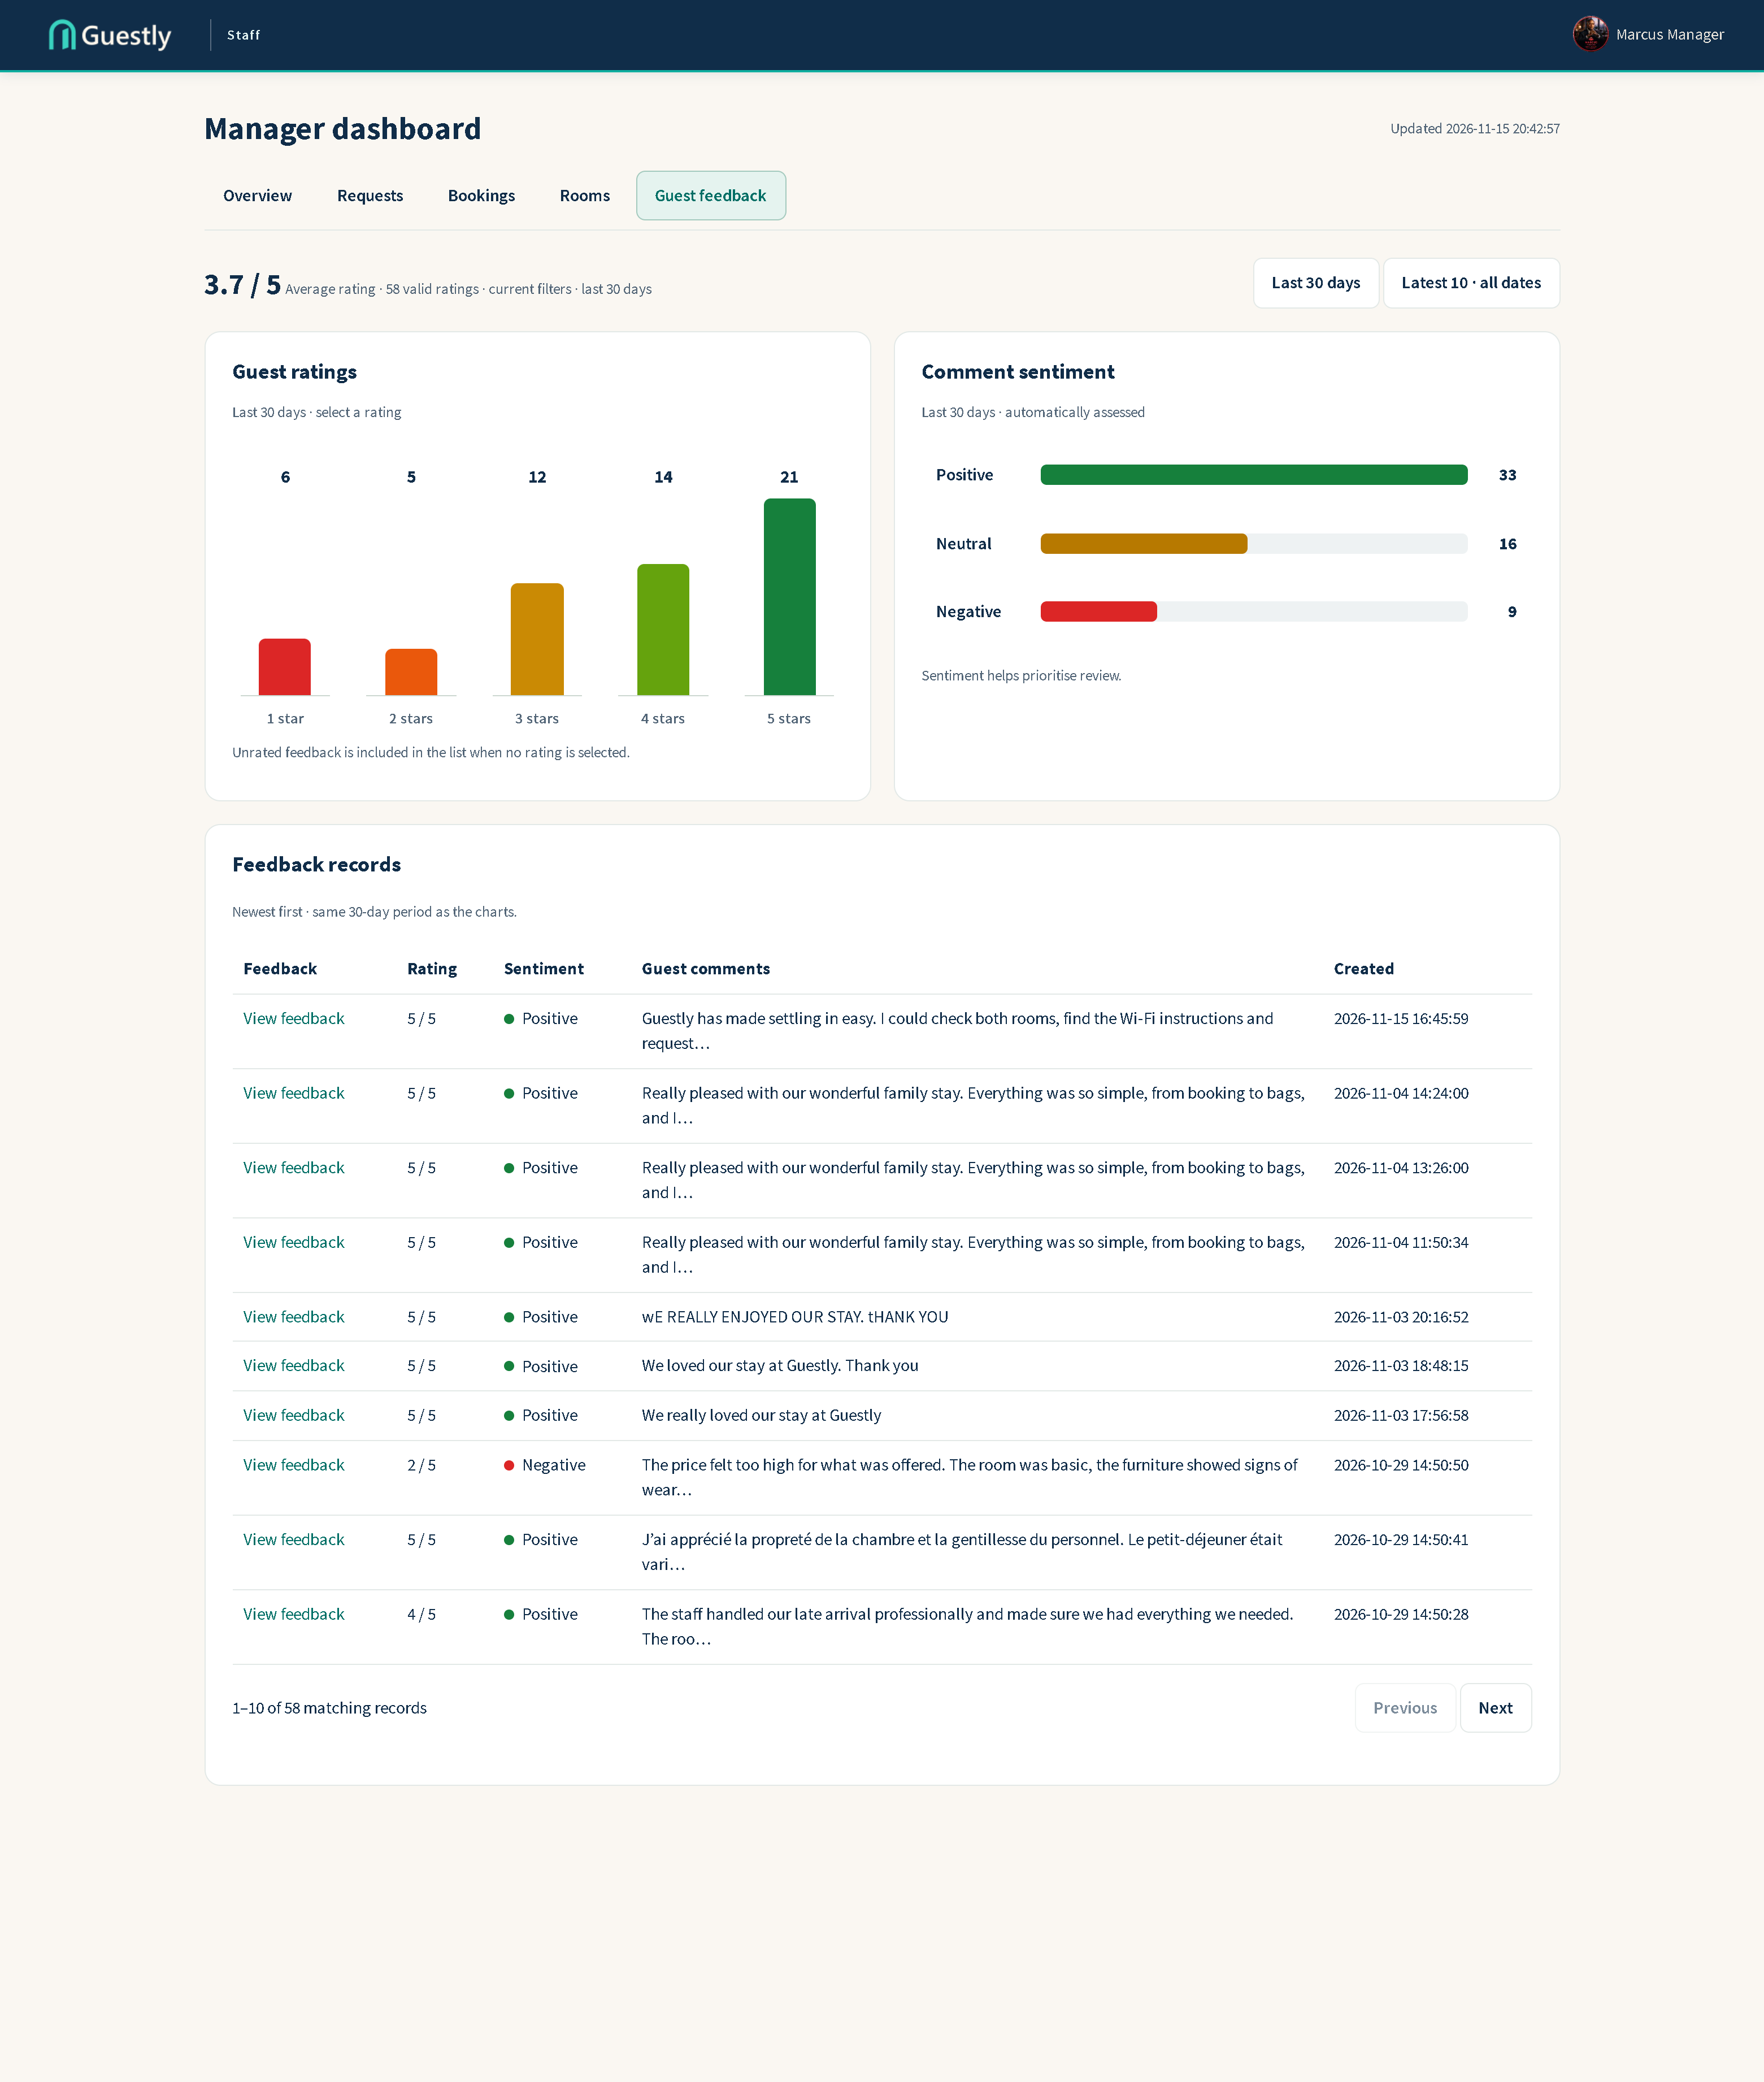 Guestly
Staff
Marcus Manager
Manager dashboard
Updated 2026-11-15 20:42:57
Overview
Requests
Bookings
Rooms
Guest feedback
3.7 / 5 Average rating · 58 valid ratings · current filters · last 30 days
Last 30 days
Latest 10 · all dates
Guest ratings
Last 30 days · select a rating
6 5 12 14 21
1 star 2 stars 3 stars 4 stars 5 stars
Unrated feedback is included in the list when no rating is selected.
Comment sentiment
Last 30 days · automatically assessed
Positive 33
Neutral 16
Negative 9
Sentiment helps prioritise review.
Feedback records
Newest first · same 30-day period as the charts.
Feedback Rating Sentiment Guest comments Created
View feedback 5 / 5 Positive Guestly has made settling in easy. I could check both rooms, find the Wi-Fi instructions and 2026-11-15 16:45:59
request…
View feedback 5 / 5 Positive Really pleased with our wonderful family stay. Everything was so simple, from booking to bags, 2026-11-04 14:24:00
and I…
View feedback 5 / 5 Positive Really pleased with our wonderful family stay. Everything was so simple, from booking to bags, 2026-11-04 13:26:00
and I…
View feedback 5 / 5 Positive Really pleased with our wonderful family stay. Everything was so simple, from booking to bags, 2026-11-04 11:50:34
and I…
View feedback 5 / 5 Positive wE REALLY ENJOYED OUR STAY. tHANK YOU 2026-11-03 20:16:52
View feedback 5 / 5 Positive We loved our stay at Guestly. Thank you 2026-11-03 18:48:15
View feedback 5 / 5 Positive We really loved our stay at Guestly 2026-11-03 17:56:58
View feedback 2 / 5 Negative The price felt too high for what was offered. The room was basic, the furniture showed signs of 2026-10-29 14:50:50
wear…
View feedback 5 / 5 Positive J’ai apprécié la propreté de la chambre et la gentillesse du personnel. Le petit-déjeuner était 2026-10-29 14:50:41
vari…
View feedback 4 / 5 Positive The staff handled our late arrival professionally and made sure we had everything we needed. 2026-10-29 14:50:28
The roo…
1–10 of 58 matching records
Previous
Next